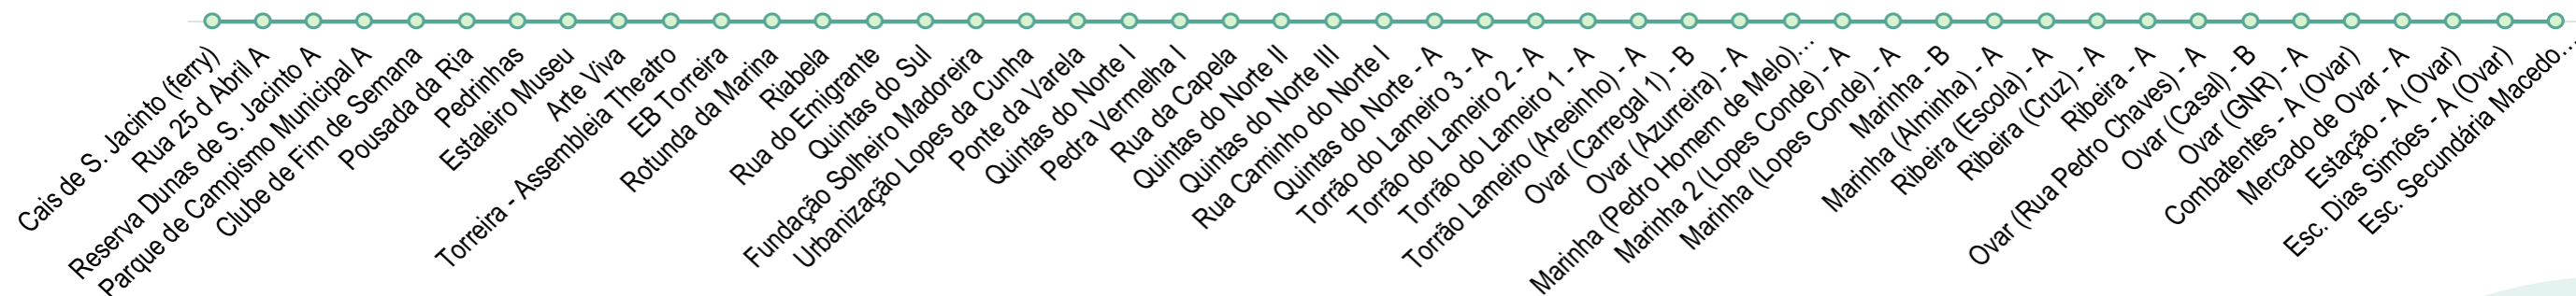 Cais de S. Jacinto (ferry)
Rua 25 d Abril A
Reserva Dunas de S. Jacinto A
Parque de Campismo Municipal A
Clube de Fim de Semana
Pousada da Ria
Pedrinhas
Estaleiro Museu
Arte Viva
Torreira - Assembleia Theatro
EB Torreira
Rotunda da Marina
Riabela
Rua do Emigrante
Quintas do Sul
Fundação Solheiro Madoreira
Urbanização Lopes da Cunha
Ponte da Varela
Quintas do Norte I
Pedra Vermelha I
Rua da Capela
Quintas do Norte II
Quintas do Norte III
Rua Caminho do Norte I
Quintas do Norte - A
Torrão do Lameiro 3 - A
Torrão do Lameiro 2 - A
Torrão do Lameiro 1 - A
Torrão Lameiro (Areeinho) - A
Ovar (Carregal 1) - B
Ovar (Azurreira) - A
Marinha (Pedro Homem de Melo)...
Marinha 2 (Lopes Conde) - A
Marinha (Lopes Conde) - A
Marinha - B
Marinha (Alminha) - A
Ribeira (Escola) - A
Ribeira (Cruz) - A
Ribeira - A
Ovar (Rua Pedro Chaves) - A
Ovar (Casal) - B
Ovar (GNR) - A
Combatentes - A (Ovar)
Mercado de Ovar - A
Estação - A (Ovar)
Esc. Dias Simões - A (Ovar)
Esc. Secundária Macedo...